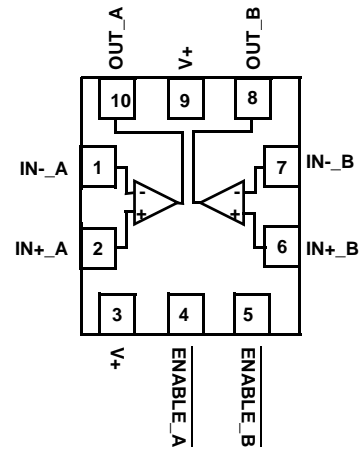 OUT_A
V+
OUT_B
10
9
8
IN-_A
1
-
-
7
IN-_B
IN+_A
2
+
+
6
IN+_B
3
4
5
V+
ENABLE_A
ENABLE_B